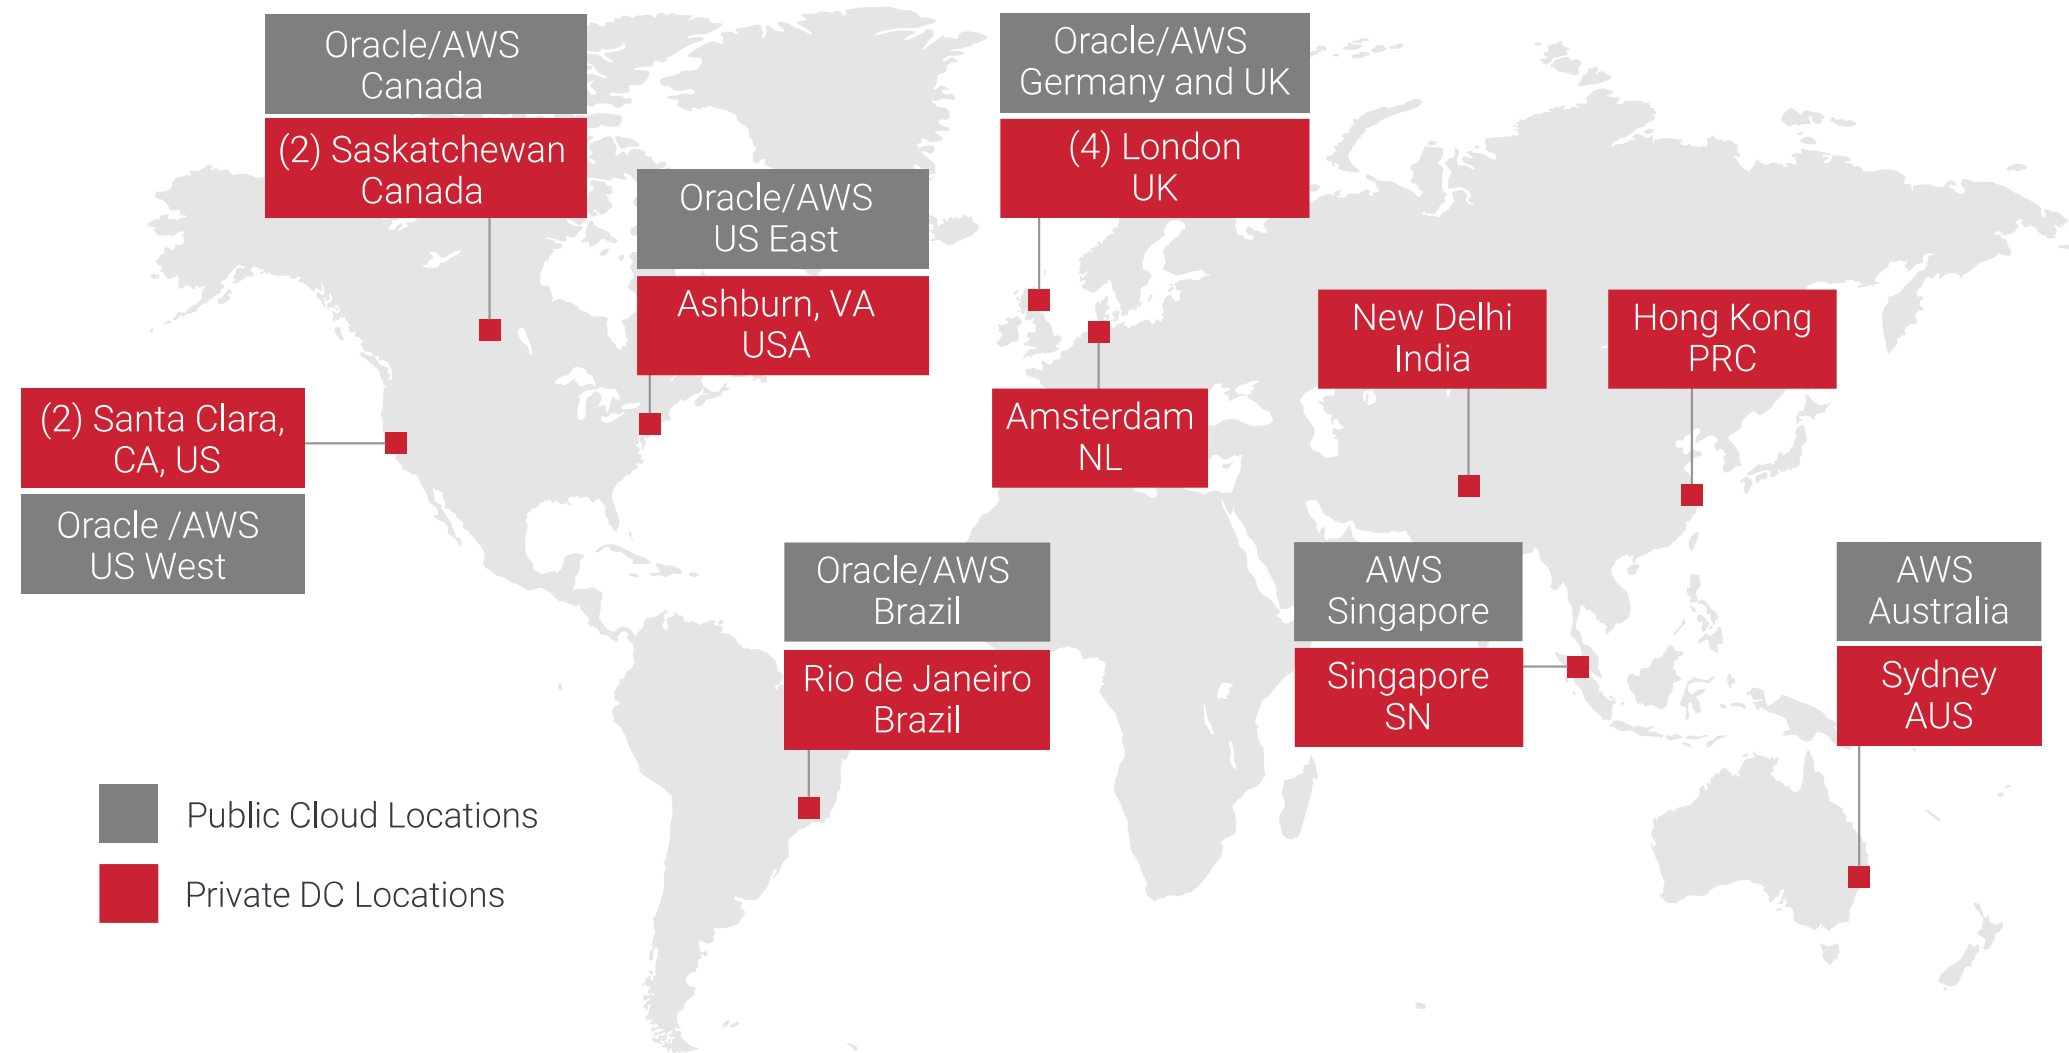 Oracle/AWS
Canada
(2) Saskatchewan
Canada
Oracle/AWS
US East
Ashburn, VA
USA
Oracle/AWS
Germany and UK
(4) London
UK
Amsterdam
NL
New Delhi
India
Hong Kong
PRC
(2) Santa Clara,
CA, US
Oracle /AWS
US West
Oracle/AWS
Brazil
Rio de Janeiro
Brazil
AWS
Singapore
Singapore
SN
AWS
Australia
Sydney
AUS
Public Cloud Locations
Private DC Locations